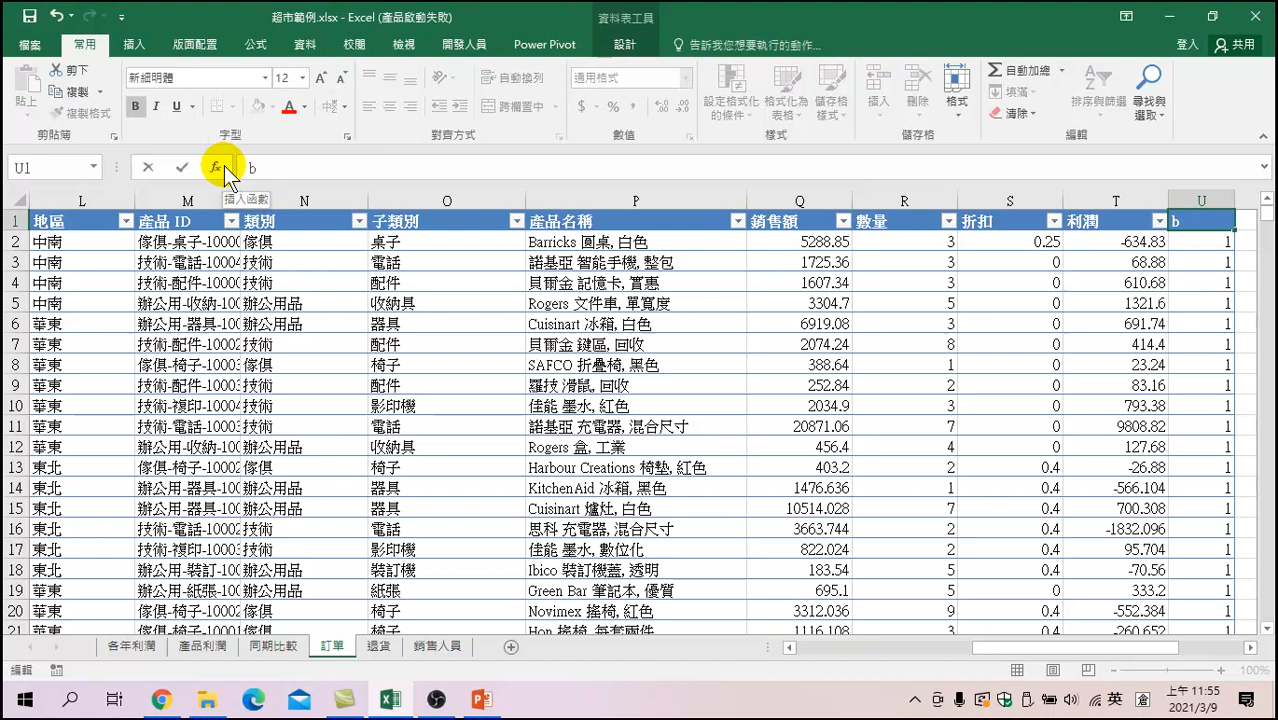 超市範例.xlsx - Excel (產品啟動失敗)
資料表工具
檔案 常用 插入 版面配置 公式 資料 校閱 檢視 開發人員 Power Pivot 設計 告訴我您想要執行的動作... 登入 共用
剪下 新細明體 12 自動換列 通用格式 自動加總
貼上 複製 設定格式化的條件 格式化為表格 儲存格樣式 插入 刪除 格式 填滿 排序與篩選 尋找與選取
複製格式 B I U A 跨欄置中 $ % 清除
剪貼簿 字型 對齊方式 數值 樣式 儲存格 編輯
U1 fx b
插入函數
L M N O P Q R S T U
1 地區 產品 ID 類別 子類別 產品名稱 銷售額 數量 折扣 利潤 b
2 中南 傢俱-桌子-1000 傢俱 桌子 Barricks 圓桌, 白色 5288.85 3 0.25 -634.83 1
3 中南 技術-電話-10004 技術 電話 諾基亞 智能手機, 整包 1725.36 3 0 68.88 1
4 中南 技術-配件-1000 技術 配件 貝爾金 記憶卡, 實惠 1607.34 3 0 610.68 1
5 中南 辦公用-收納-100 辦公用品 收納具 Rogers 文件車, 單寬度 3304.7 5 0 1321.6 1
6 華東 辦公用-器具-100 辦公用品 器具 Cuisinart 冰箱, 白色 6919.08 3 0 691.74 1
7 華東 技術-配件-10002 技術 配件 貝爾金 鍵區, 回收 2074.24 8 0 414.4 1
8 華東 傢俱-椅子-10003 傢俱 椅子 SAFCO 折疊椅, 黑色 388.64 1 0 23.24 1
9 華東 技術-配件-1000 技術 配件 羅技 滑鼠, 回收 252.84 2 0 83.16 1
10 華東 技術-複印-10004 技術 影印機 佳能 墨水, 紅色 2034.9 3 0 793.38 1
11 華東 技術-電話-1000 技術 電話 諾基亞 充電器, 混合尺寸 20871.06 7 0 9808.82 1
12 華東 辦公用-收納-100 辦公用品 收納具 Rogers 盒, 工業 456.4 4 0 127.68 1
13 東北 傢俱-椅子-10002 傢俱 椅子 Harbour Creations 椅墊, 紅色 403.2 2 0.4 -26.88 1
14 東北 辦公用-器具-100 辦公用品 器具 KitchenAid 冰箱, 黑色 1476.636 1 0.4 -566.104 1
15 東北 辦公用-器具-100 辦公用品 器具 Cuisinart 爐灶, 白色 10514.028 7 0.4 700.308 1
16 東北 技術-電話-10002 技術 電話 思科 充電器, 混合尺寸 3663.744 2 0.4 -1832.096 1
17 東北 技術-複印-10003 技術 影印機 佳能 墨水, 數位化 822.024 2 0.4 95.704 1
18 東北 辦公用-裝訂-100 辦公用品 裝訂機 Ibico 裝訂機蓋, 透明 183.54 5 0.4 -70.56 1
19 華東 辦公用-紙張-100 辦公用品 紙張 Green Bar 筆記本, 優質 695.1 5 0 333.2 1
20 華東 傢俱-椅子-10002 傢俱 椅子 Novimex 搖椅, 紅色 3312.036 9 0.4 -552.384 1
21 華東 傢俱-椅子-10001 傢俱 椅子 Hon 搖椅, 每套兩件 1116.108 3 0.4 -260.652 1
各年利潤 產品利潤 同期比較 訂單 退貨 銷售人員
編輯 100%
英 倉 上午 11:55
2021/3/9